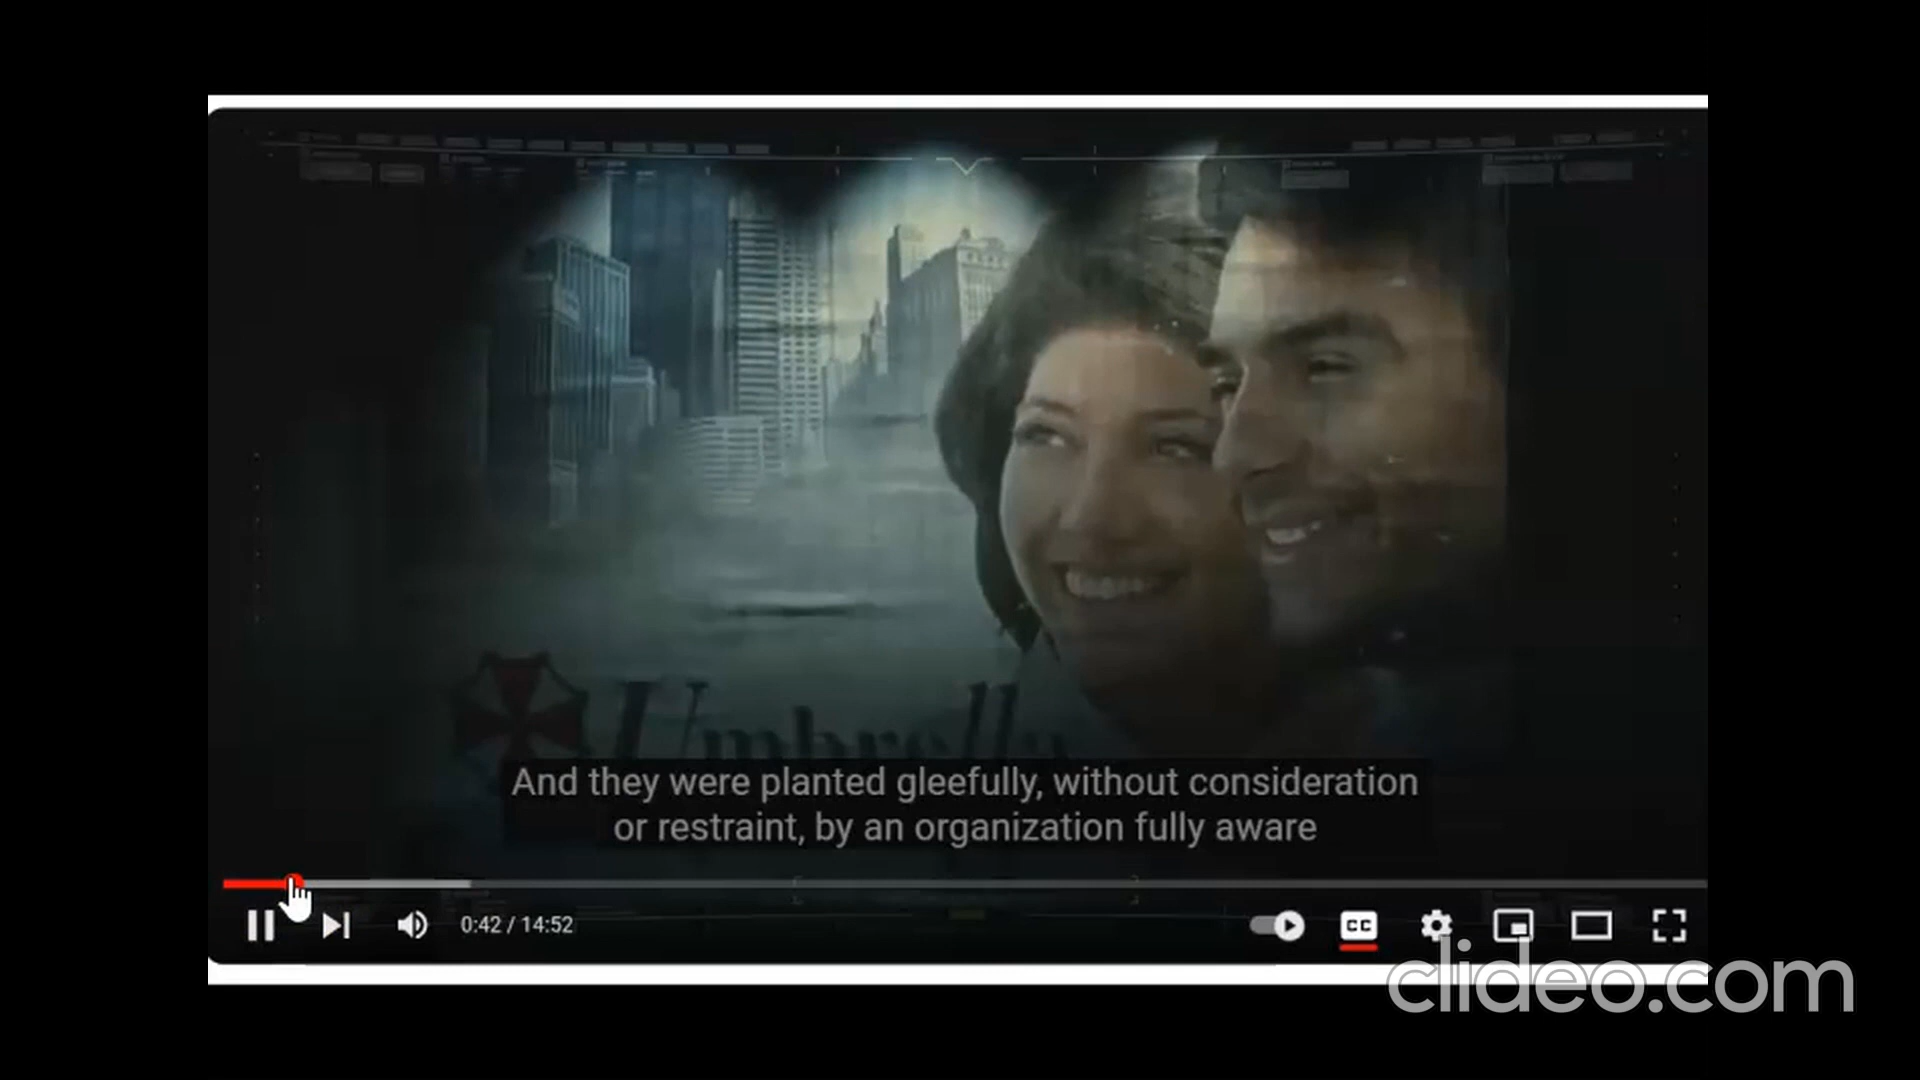 Umbrella
And they were planted gleefully, without consideration
or restraint, by an organization fully aware
0:42 / 14:52
CC
clideo.com